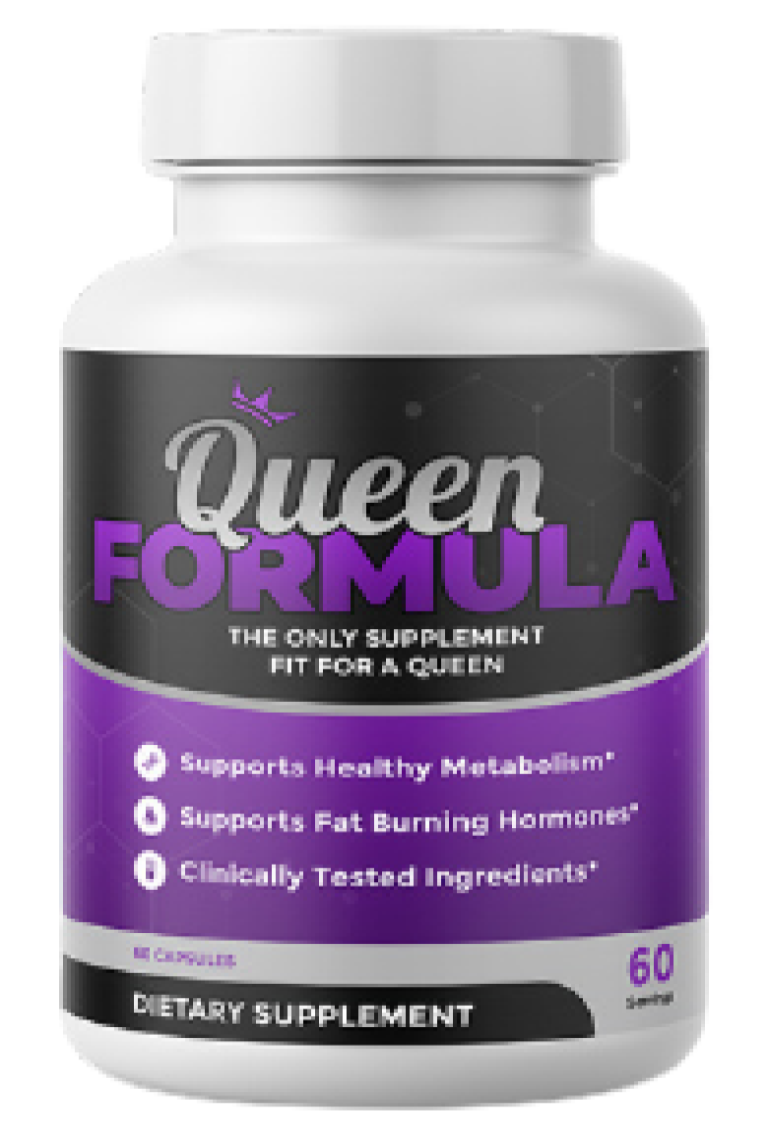 Queen
FORMULA
THE ONLY SUPPLEMENT
FIT FOR A QUEEN
Supports Healthy Metabolism*
Supports Fat Burning Hormones*
Clinically Tested Ingredients*
CAPSULES
60
DIETARY SUPPLEMENT